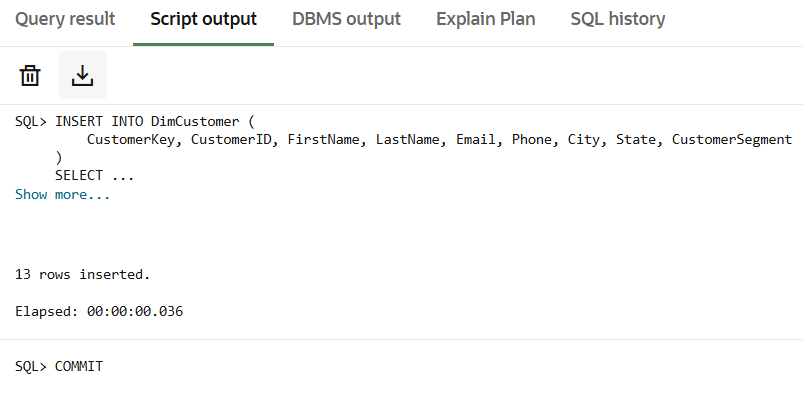 Query result Script output DBMS output Explain Plan SQL history
SQL> INSERT INTO DimCustomer (
CustomerKey, CustomerID, FirstName, LastName, Email, Phone, City, State, CustomerSegment
)
SELECT ...
Show more...
13 rows inserted.
Elapsed: 00:00:00.036
SQL> COMMIT